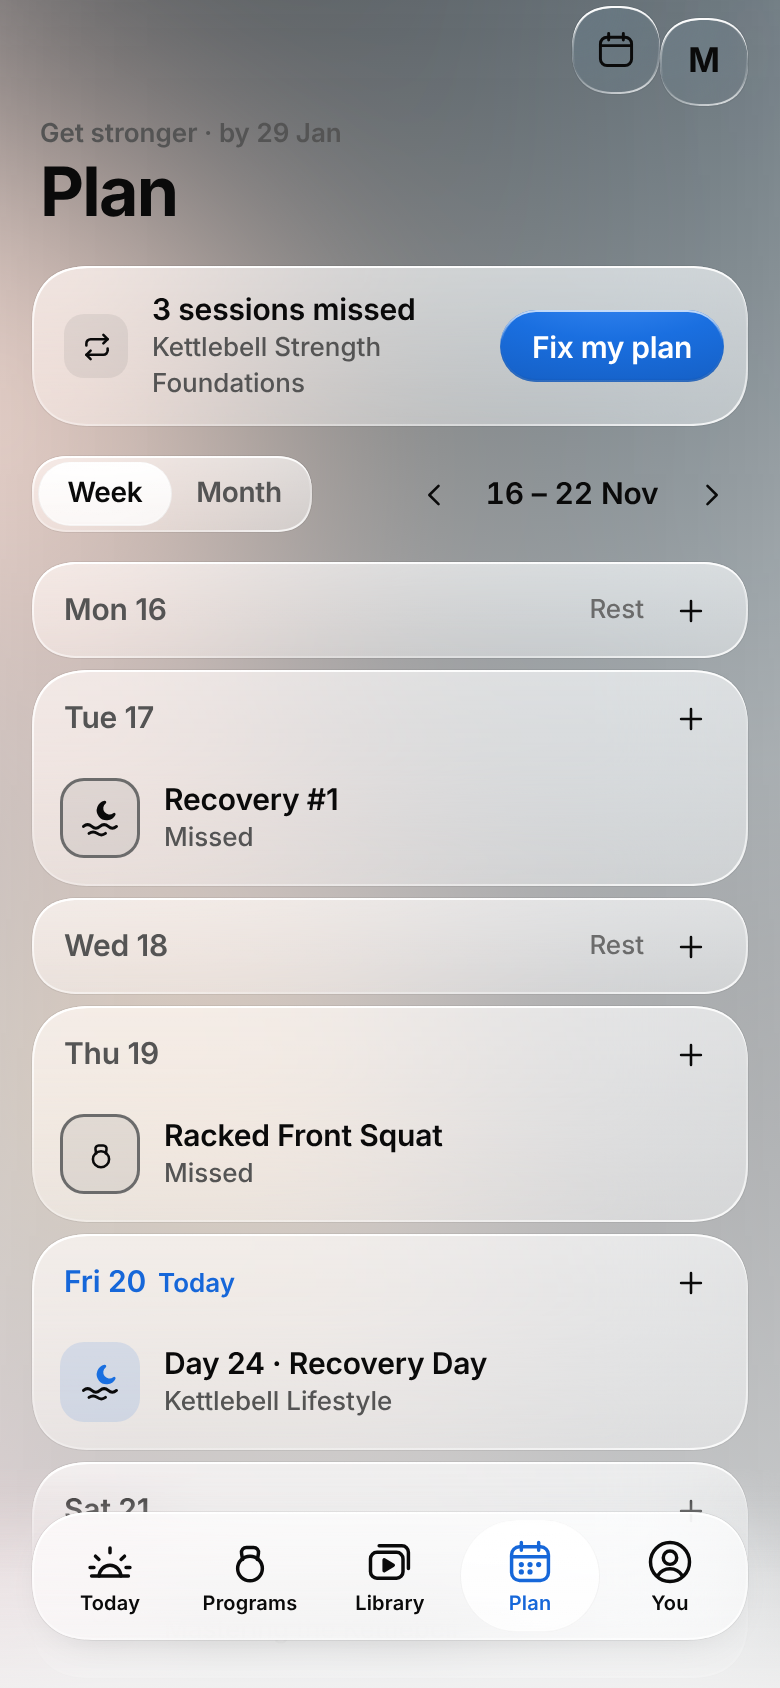 M
Get stronger · by 29 Jan
Plan
3 sessions missed
Kettlebell Strength
Foundations
Fix my plan
Week
Month
16 – 22 Nov
Mon 16
Rest
Tue 17
Recovery #1
Missed
Wed 18
Rest
Thu 19
Racked Front Squat
Missed
Fri 20 Today
Day 24 · Recovery Day
Kettlebell Lifestyle
Sat 21
Today
Programs
Library
Plan
You